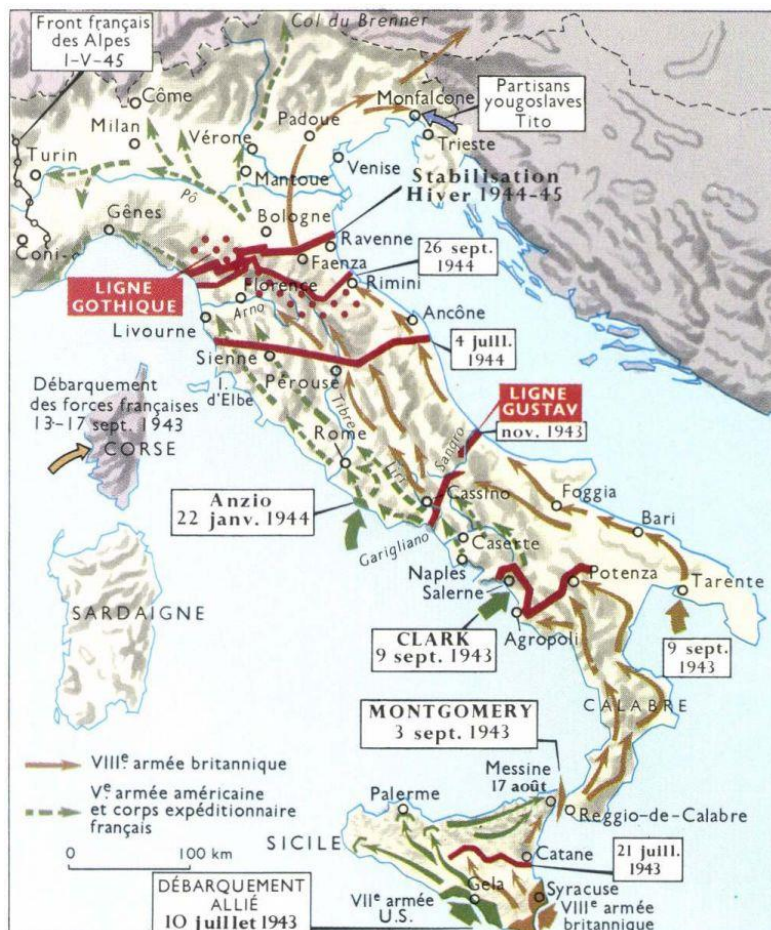 Front français
des Alpes
1-V-45
Col du Brenner
Côme
Milan
Turin
Vérone
Padoue
Monfalcone
Partisans
yougoslaves
Tito
Trieste
Venise
Mantoue
Pô
Stabilisation
Hiver 1944-45
Gênes
Bologne
Ravenne
Coni
Faenza
26 sept.
1944
LIGNE
GOTHIQUE
Florence
Rimini
Arno
Livourne
Ancône
Sienne
4 juill.
1944
Pérouse
I.
d'Elbe
Débarquement
des forces françaises
13-17 sept. 1943
CORSE
Tibre
LIGNE
GUSTAV
nov. 1943
Sangro
Rome
Liri
Anzio
22 janv. 1944
Cassino
Foggia
Garigliano
Caserte
Bari
Naples
Salerne
Potenza
Tarente
SARDAIGNE
CLARK
9 sept. 1943
Agropoli
9 sept.
1943
CALABRE
MONTGOMERY
3 sept. 1943
VIIIe armée britannique
Ve armée américaine
et corps expéditionnaire
français
Messine
17 août
Palerme
Reggio-de-Calabre
SICILE
0 100 km
Catane
21 juill.
1943
DÉBARQUEMENT
ALLIÉ
10 juillet 1943
VIIe armée
U.S.
Gela
Syracuse
VIIIe armée
britannique